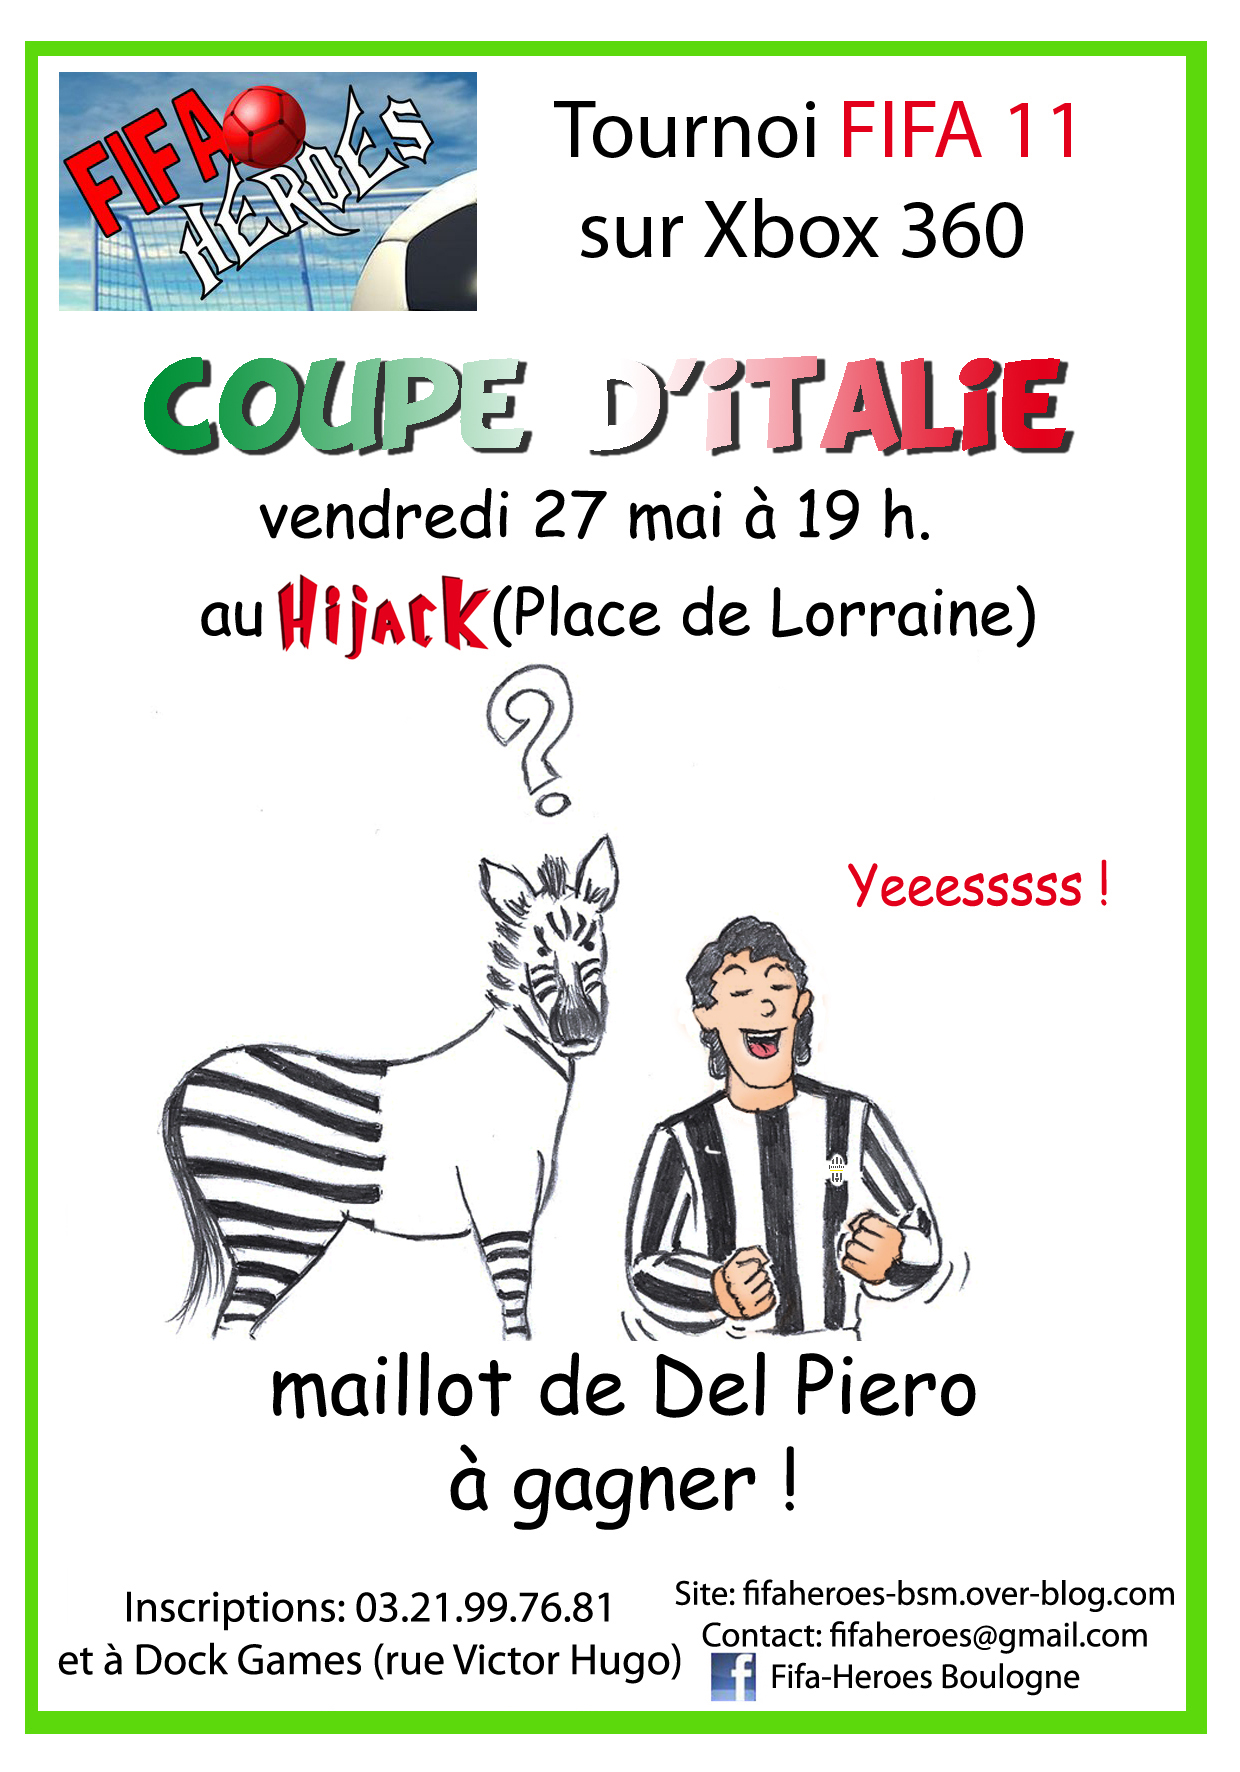 FIFA HEROES
Tournoi FIFA 11
sur Xbox 360
COUPE D'iTALiE
vendredi 27 mai à 19 h.
au HijAcK (Place de Lorraine)
?
Yeeesssss !
maillot de Del Piero
à gagner !
Inscriptions: 03.21.99.76.81
et à Dock Games (rue Victor Hugo)
Site: fifaheroes-bsm.over-blog.com
Contact: fifaheroes@gmail.com
f Fifa-Heroes Boulogne